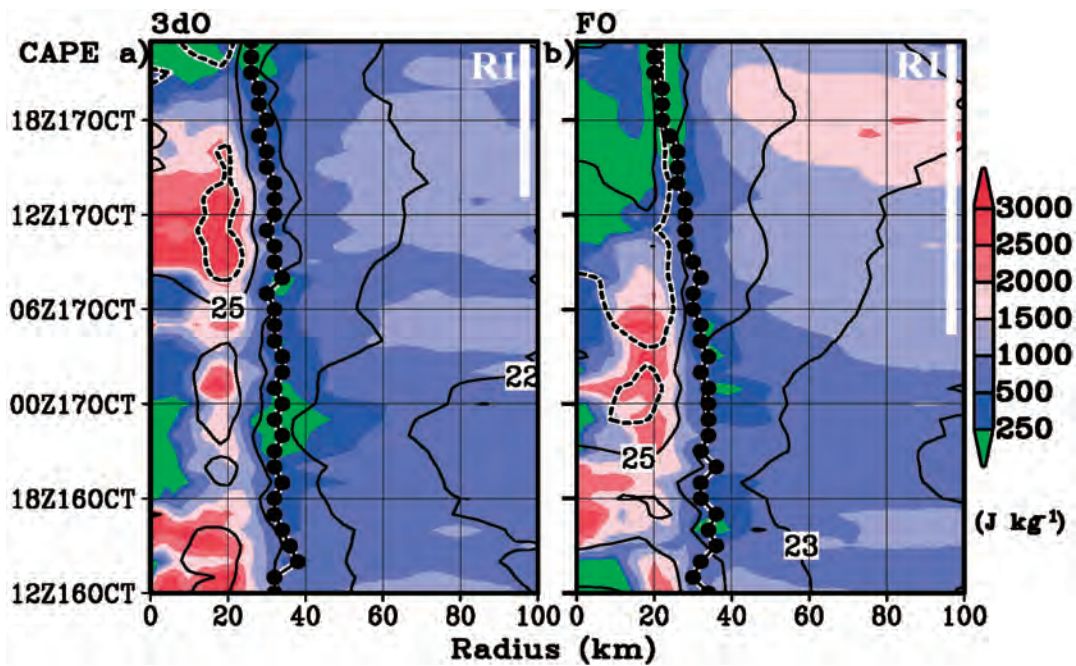 3dO
FO
CAPE a)
b)
RI
RI
18Z17OCT
12Z17OCT
06Z17OCT
00Z17OCT
18Z16OCT
12Z16OCT
25
22
25
23
3000
2500
2000
1500
1000
500
250
(J kg⁻¹)
0 20 40 60 80 100
0 20 40 60 80 100
Radius (km)